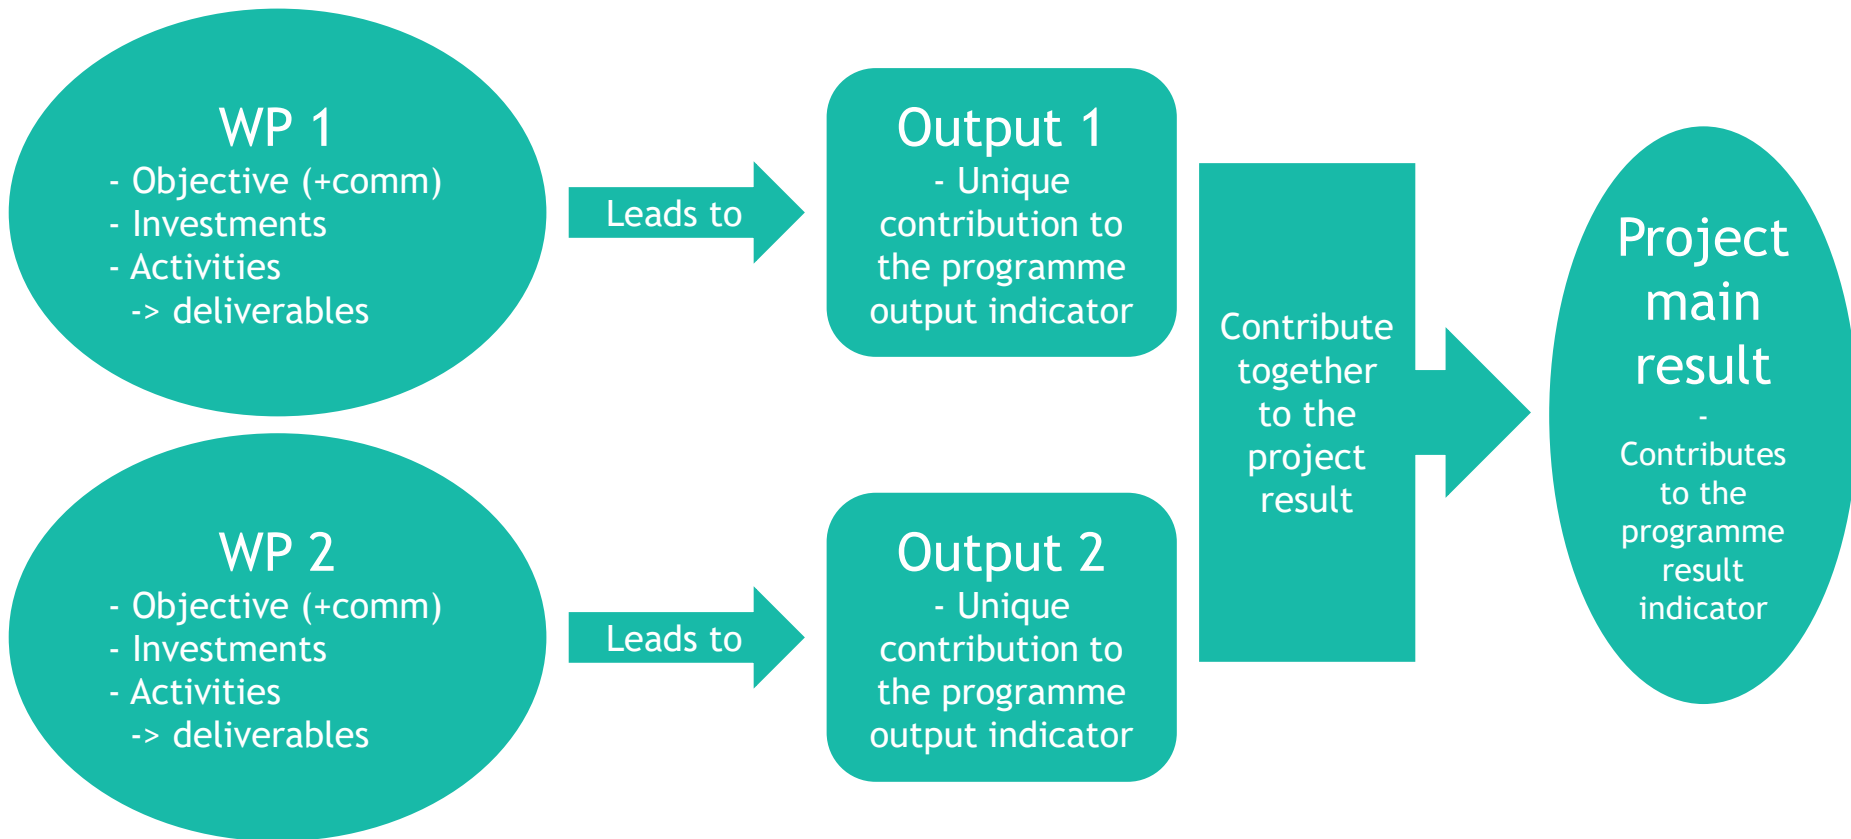 WP 1
- Objective (+comm)
- Investments
- Activities
-> deliverables
Leads to
Output 1
- Unique
contribution to
the programme
output indicator
WP 2
- Objective (+comm)
- Investments
- Activities
-> deliverables
Leads to
Output 2
- Unique
contribution to
the programme
output indicator
Contribute
together
to the
project
result
Project
main
result
-
Contributes
to the
programme
result
indicator